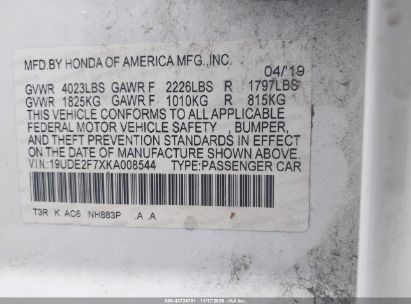 MFD BY HONDA OF AMERICA MFG.,INC.
04/'19
GVWR 4023LBS GAWR F 2226LBS R 1797LBS
GVWR 1825KG GAWR F 1010KG R 815KG
THIS VEHICLE CONFORMS TO ALL APPLICABLE
FEDERAL MOTOR VEHICLE SAFETY , BUMPER,
AND THEFT PREVENTION STANDARDS IN EFFECT
ON THE DATE OF MANUFACTURE SHOWN ABOVE.
V.I.N:19UDE2F7XKA008544 TYPE:PASSENGER CAR
T3R K AC6 NH883P .A .A